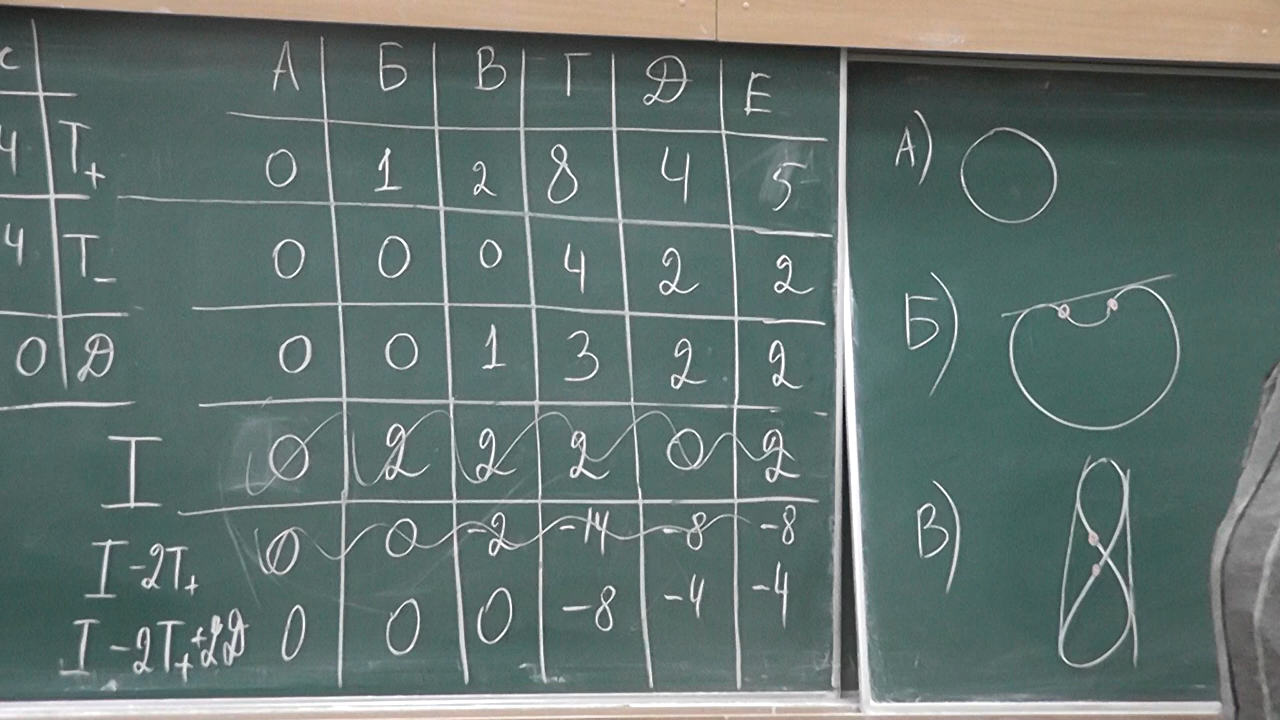 с А Б В Г Д Е
4 T+ 0 1 2 8 4 5
4 T- 0 0 0 4 2 2
0 Д 0 0 1 3 2 2
I 0 2 2 2 0 2
I -2T+ 0 0 -2 -14 -8 -8
I -2T+ +2Д 0 0 0 -8 -4 -4
А)
Б)
В)